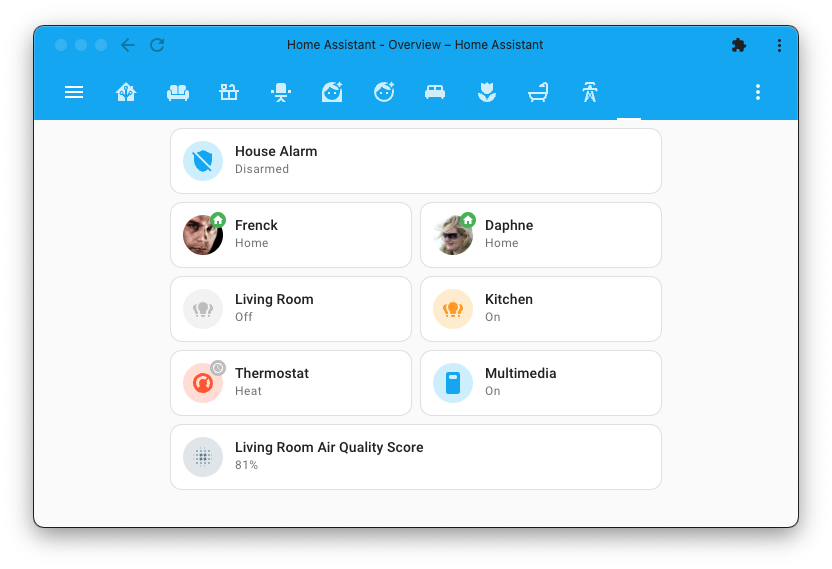 Home Assistant - Overview – Home Assistant
House Alarm
Disarmed
Frenck
Home
Daphne
Home
Living Room
Off
Kitchen
On
Thermostat
Heat
Multimedia
On
Living Room Air Quality Score
81%